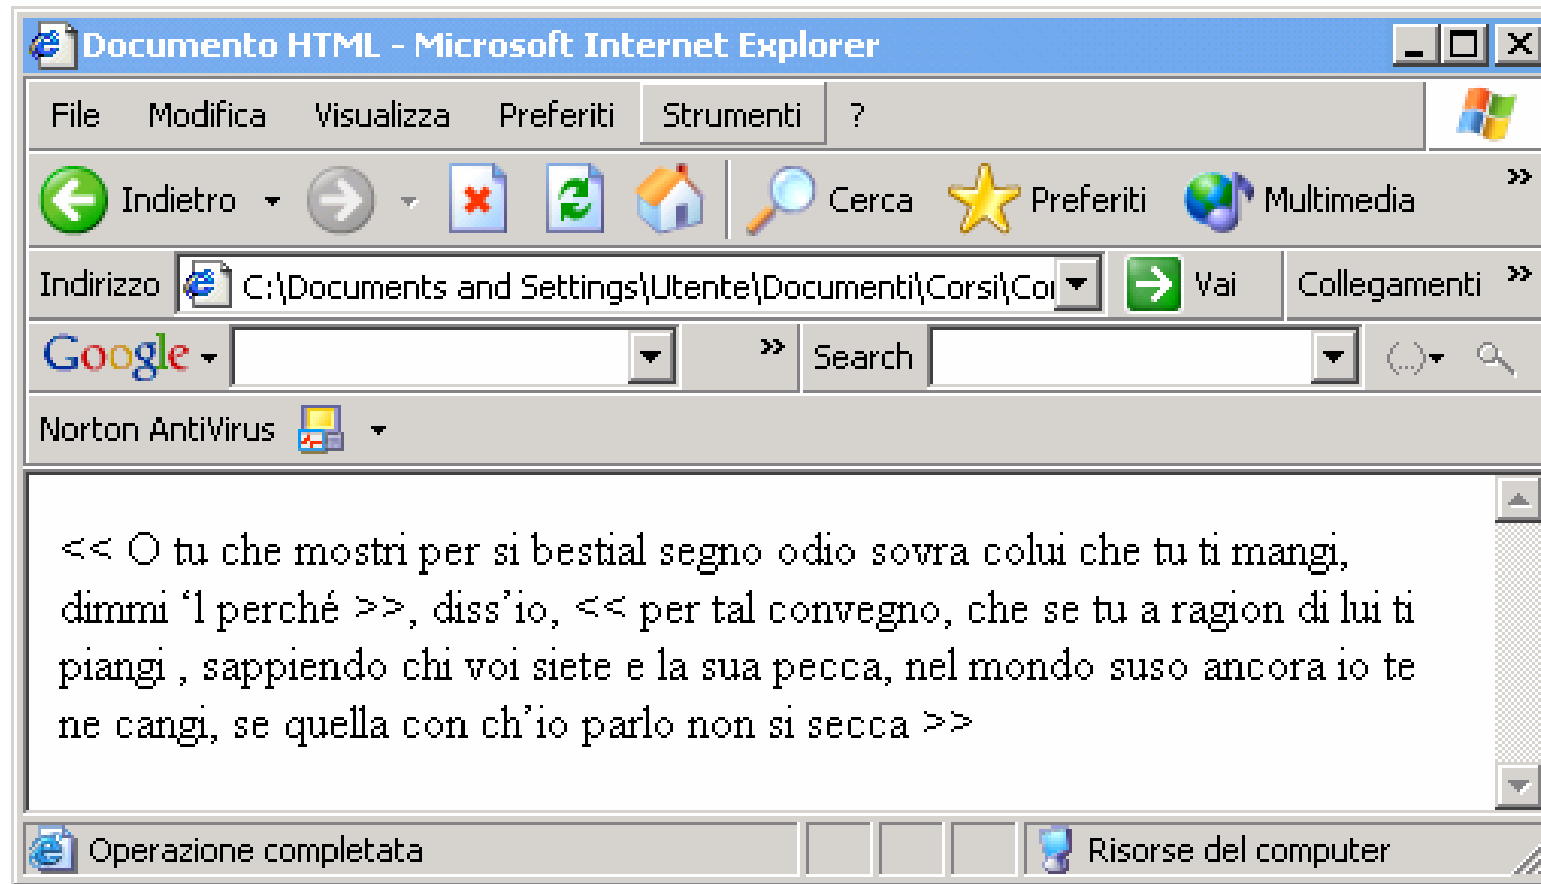 Documento HTML - Microsoft Internet Explorer
File Modifica Visualizza Preferiti Strumenti ?
Indietro Cerca Preferiti Multimedia »
Indirizzo C:\Documents and Settings\Utente\Documenti\Corsi\Co Vai Collegamenti »
Google » Search (...)
Norton AntiVirus
<< O tu che mostri per si bestial segno odio sovra colui che tu ti mangi,
dimmi ‘l perché >>, diss’io, << per tal convegno, che se tu a ragion di lui ti
piangi , sappiendo chi voi siete e la sua pecca, nel mondo suso ancora io te
ne cangi, se quella con ch’io parlo non si secca >>
Operazione completata Risorse del computer